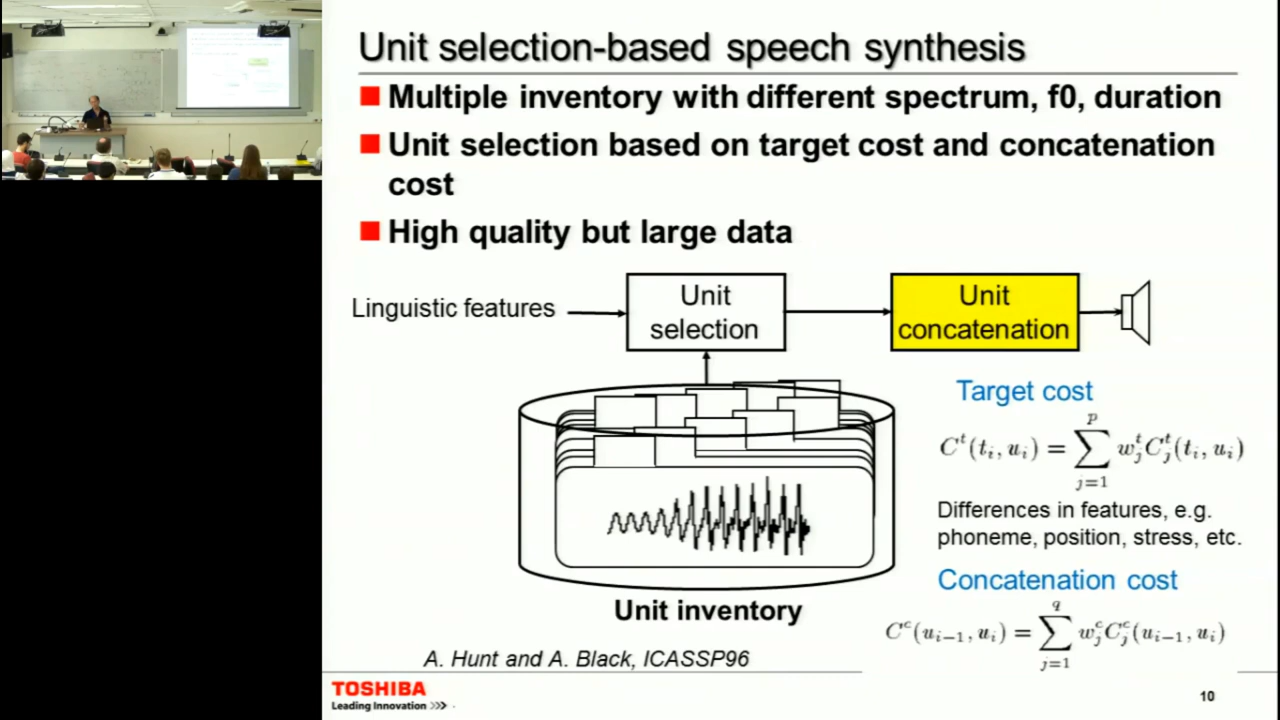 Unit selection-based speech synthesis
Multiple inventory with different spectrum, f0, duration
Unit selection based on target cost and concatenation
cost
High quality but large data
Linguistic features
Unit
selection
Unit
concatenation
Target cost
C^t(t_i, u_i) = \sum_{j=1}^{p} w_j^t C_j^t(t_i, u_i)
Differences in features, e.g.
phoneme, position, stress, etc.
Concatenation cost
C^c(u_{i-1}, u_i) = \sum_{j=1}^{q} w_j^c C_j^c(u_{i-1}, u_i)
Unit inventory
A. Hunt and A. Black, ICASSP96
TOSHIBA
Leading Innovation >>>
10